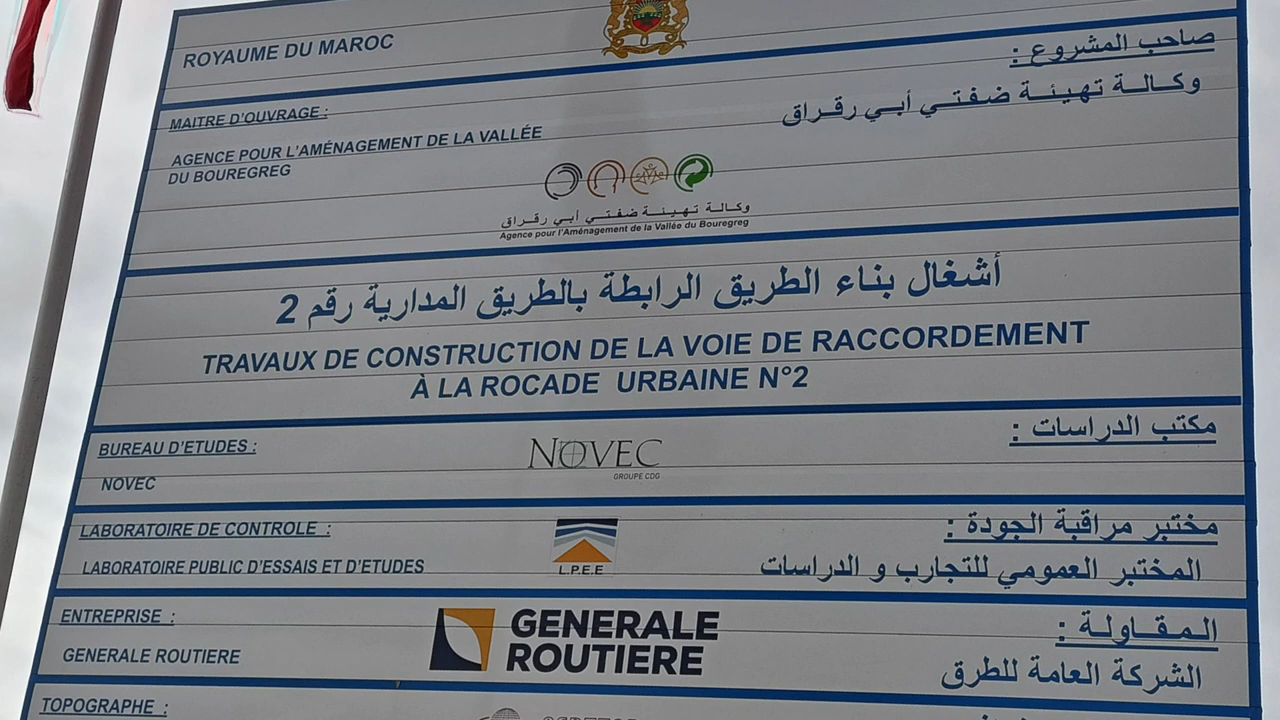 ROYAUME DU MAROC
MAITRE D'OUVRAGE :
صاحب المشروع :
AGENCE POUR L'AMÉNAGEMENT DE LA VALLÉE
DU BOUREGREG
وكالة تهيئة ضفتي أبي رقراق
وكالة تهيئة ضفتي أبي رقراق
Agence pour l'Aménagement de la Vallée du Bouregreg
أشغال بناء الطريق الرابطة بالطريق المدارية رقم 2
TRAVAUX DE CONSTRUCTION DE LA VOIE DE RACCORDEMENT
À LA ROCADE URBAINE N°2
BUREAU D'ETUDES :
مكتب الدراسات :
NOVEC
NOVEC
GROUPE CDG
LABORATOIRE DE CONTROLE :
مختبر مراقبة الجودة :
LABORATOIRE PUBLIC D'ESSAIS ET D'ETUDES
L.P.E.E
المختبر العمومي للتجارب و الدراسات
ENTREPRISE :
المقاولة :
GENERALE ROUTIERE
GENERALE
ROUTIERE
الشركة العامة للطرق
TOPOGRAPHE :